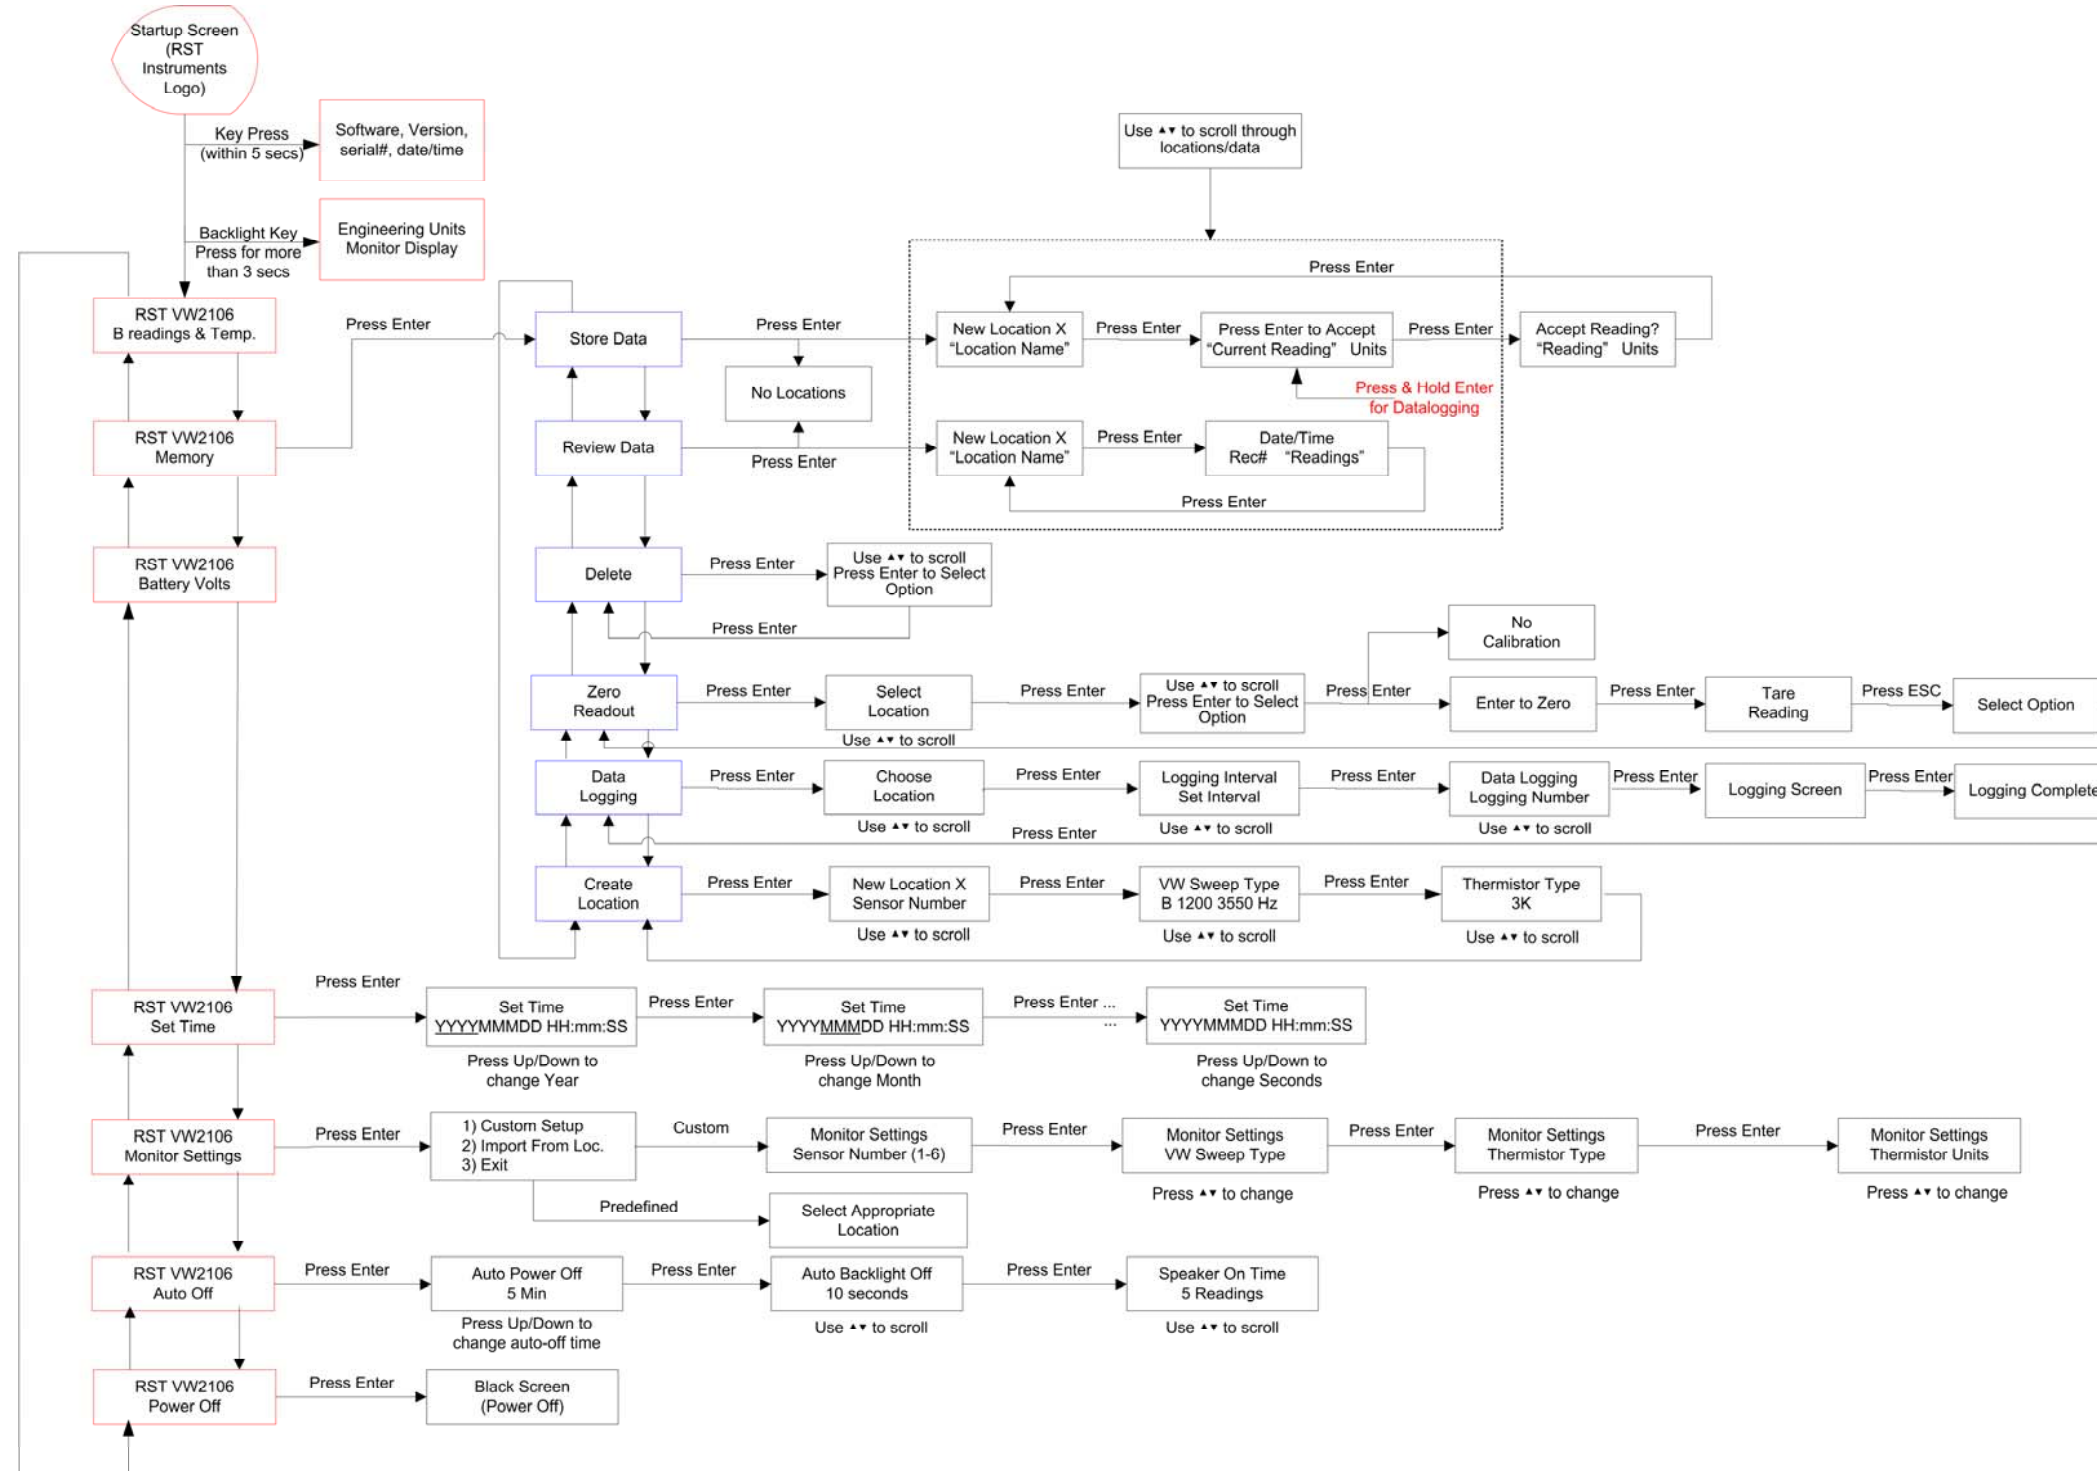 Startup Screen
(RST
Instruments
Logo)
Key Press
(within 5 secs)
Software, Version,
serial#, date/time
Backlight Key
Press for more
than 3 secs
Engineering Units
Monitor Display
Use ▲▼ to scroll through
locations/data
RST VW2106
B readings & Temp.
Press Enter
Store Data
Press Enter
No Locations
Press Enter
New Location X
“Location Name”
Press Enter
Press Enter to Accept
“Current Reading” Units
Press Enter
Accept Reading?
“Reading” Units
Press & Hold Enter
for Datalogging
RST VW2106
Memory
Review Data
Press Enter
New Location X
“Location Name”
Press Enter
Date/Time
Rec# “Readings”
Press Enter
RST VW2106
Battery Volts
Delete
Press Enter
Use ▲▼ to scroll
Press Enter to Select
Option
Press Enter
Zero
Readout
Press Enter
Select
Location
Use ▲▼ to scroll
Press Enter
Use ▲▼ to scroll
Press Enter to Select
Option
Press Enter
No
Calibration
Enter to Zero
Press Enter
Tare
Reading
Press ESC
Select Option
Data
Logging
Press Enter
Choose
Location
Use ▲▼ to scroll
Press Enter
Logging Interval
Set Interval
Use ▲▼ to scroll
Press Enter
Data Logging
Logging Number
Use ▲▼ to scroll
Press Enter
Logging Screen
Press Enter
Logging Complete
Press Enter
Create
Location
Press Enter
New Location X
Sensor Number
Use ▲▼ to scroll
Press Enter
VW Sweep Type
B 1200 3550 Hz
Use ▲▼ to scroll
Press Enter
Thermistor Type
3K
Use ▲▼ to scroll
RST VW2106
Set Time
Press Enter
Set Time
YYYYMMMDD HH:mm:SS
Press Up/Down to
change Year
Press Enter
Set Time
YYYYMMMDD HH:mm:SS
Press Up/Down to
change Month
Press Enter ...
...
Set Time
YYYYMMMDD HH:mm:SS
Press Up/Down to
change Seconds
RST VW2106
Monitor Settings
Press Enter
1) Custom Setup
2) Import From Loc.
3) Exit
Custom
Monitor Settings
Sensor Number (1-6)
Press Enter
Monitor Settings
VW Sweep Type
Press ▲▼ to change
Press Enter
Monitor Settings
Thermistor Type
Press ▲▼ to change
Press Enter
Monitor Settings
Thermistor Units
Press ▲▼ to change
Predefined
Select Appropriate
Location
RST VW2106
Auto Off
Press Enter
Auto Power Off
5 Min
Press Up/Down to
change auto-off time
Press Enter
Auto Backlight Off
10 seconds
Use ▲▼ to scroll
Press Enter
Speaker On Time
5 Readings
Use ▲▼ to scroll
RST VW2106
Power Off
Press Enter
Black Screen
(Power Off)